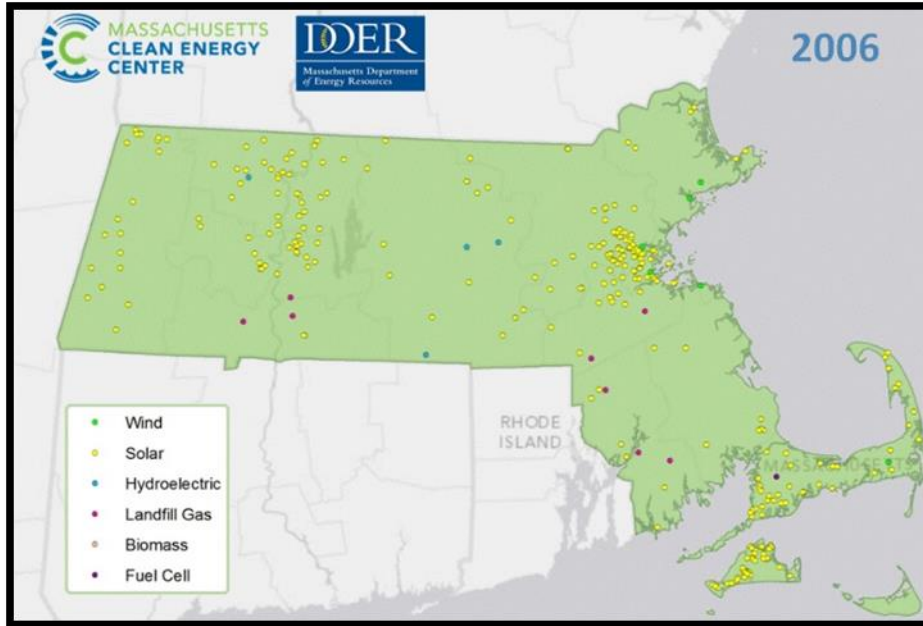 MASSACHUSETTS
CLEAN ENERGY
CENTER
DOER
Massachusetts Department
of Energy Resources
2006
RHODE
ISLAND
MASSACHUSETTS
Wind
Solar
Hydroelectric
Landfill Gas
Biomass
Fuel Cell